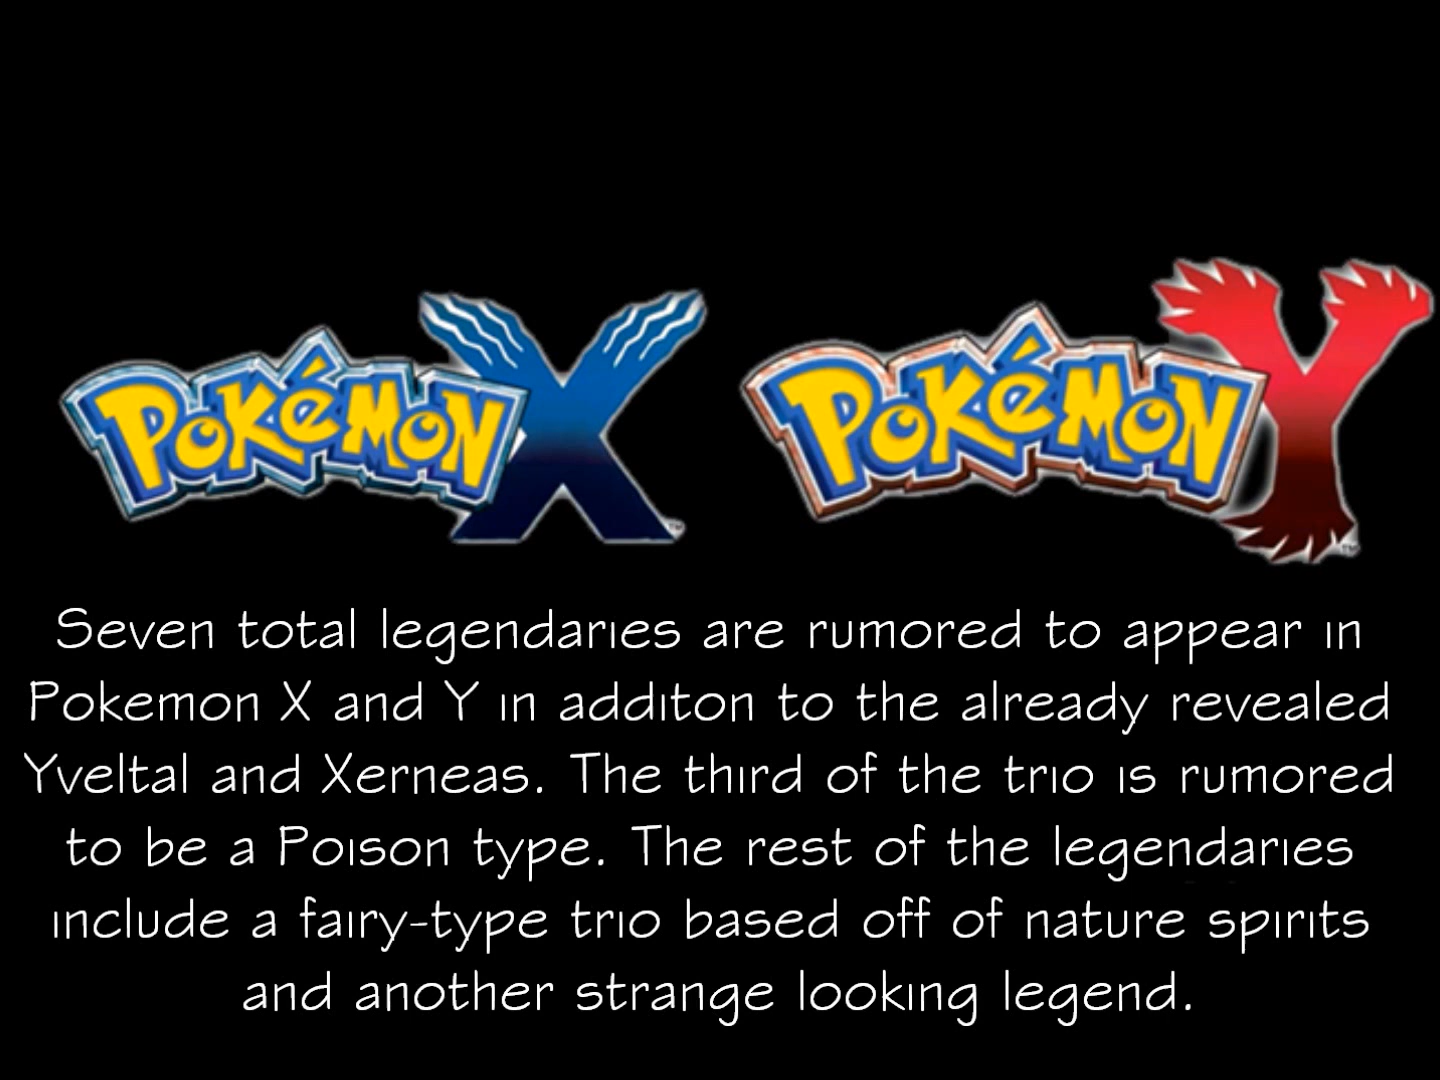 POKéMON X
POKéMON Y
TM
TM
Seven total legendaries are rumored to appear in
Pokemon X and Y in additon to the already revealed
Yveltal and Xerneas. The third of the trio is rumored
to be a Poison type. The rest of the legendaries
include a fairy-type trio based off of nature spirits
and another strange looking legend.